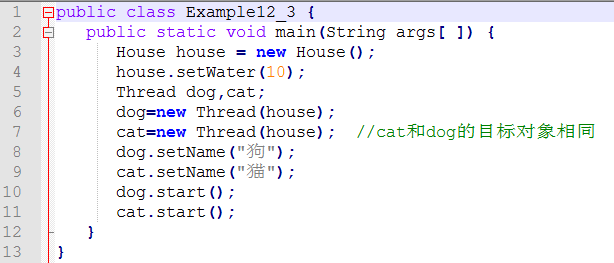 1 public class Example12_3 {
2 public static void main(String args[ ]) {
3 House house = new House();
4 house.setWater(10);
5 Thread dog,cat;
6 dog=new Thread(house);
7 cat=new Thread(house); //cat和dog的目标对象相同
8 dog.setName("狗");
9 cat.setName("猫");
10 dog.start();
11 cat.start();
12 }
13 }